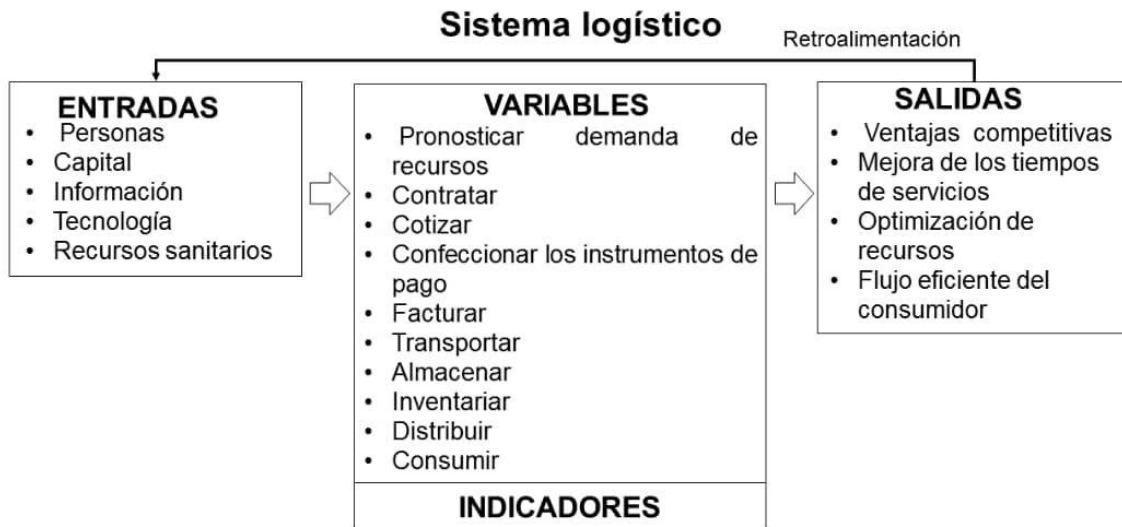 Sistema logístico
Retroalimentación
ENTRADAS
• Personas
• Capital
• Información
• Tecnología
• Recursos sanitarios
VARIABLES
• Pronosticar demanda de
recursos
• Contratar
• Cotizar
• Confeccionar los instrumentos de
pago
• Facturar
• Transportar
• Almacenar
• Inventariar
• Distribuir
• Consumir
INDICADORES
SALIDAS
• Ventajas competitivas
• Mejora de los tiempos
de servicios
• Optimización de
recursos
• Flujo eficiente del
consumidor